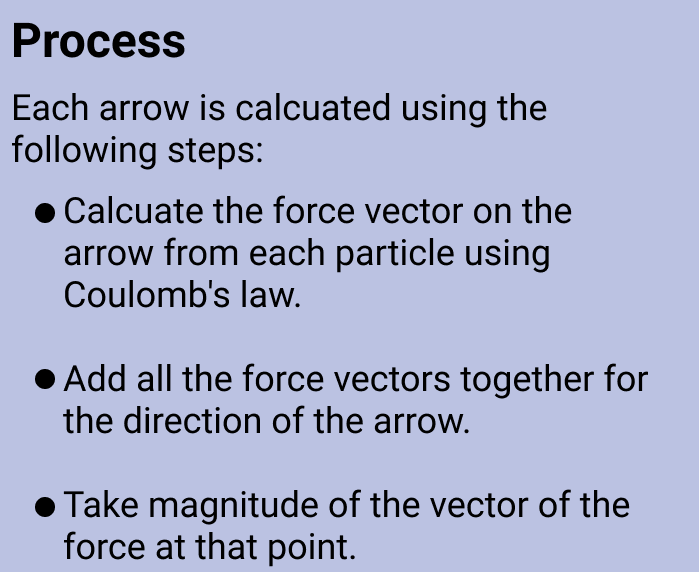 Process
Each arrow is calcuated using the
following steps:
● Calcuate the force vector on the
arrow from each particle using
Coulomb's law.
● Add all the force vectors together for
the direction of the arrow.
● Take magnitude of the vector of the
force at that point.